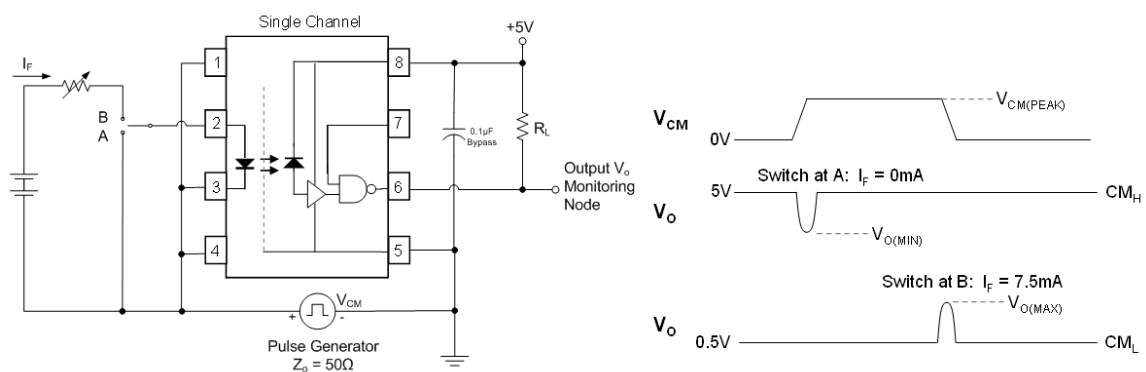 Single Channel
+5V
I_F
1
8
B
A
2
7
0.1µF
Bypass
R_L
3
6
Output V_o
Monitoring
Node
4
5
V_CM
+ -
Pulse Generator
Z_o = 50Ω
V_CM
0V
V_CM(PEAK)
Switch at A: I_F = 0mA
5V
CM_H
V_O
V_O(MIN)
Switch at B: I_F = 7.5mA
V_O(MAX)
V_O
0.5V
CM_L